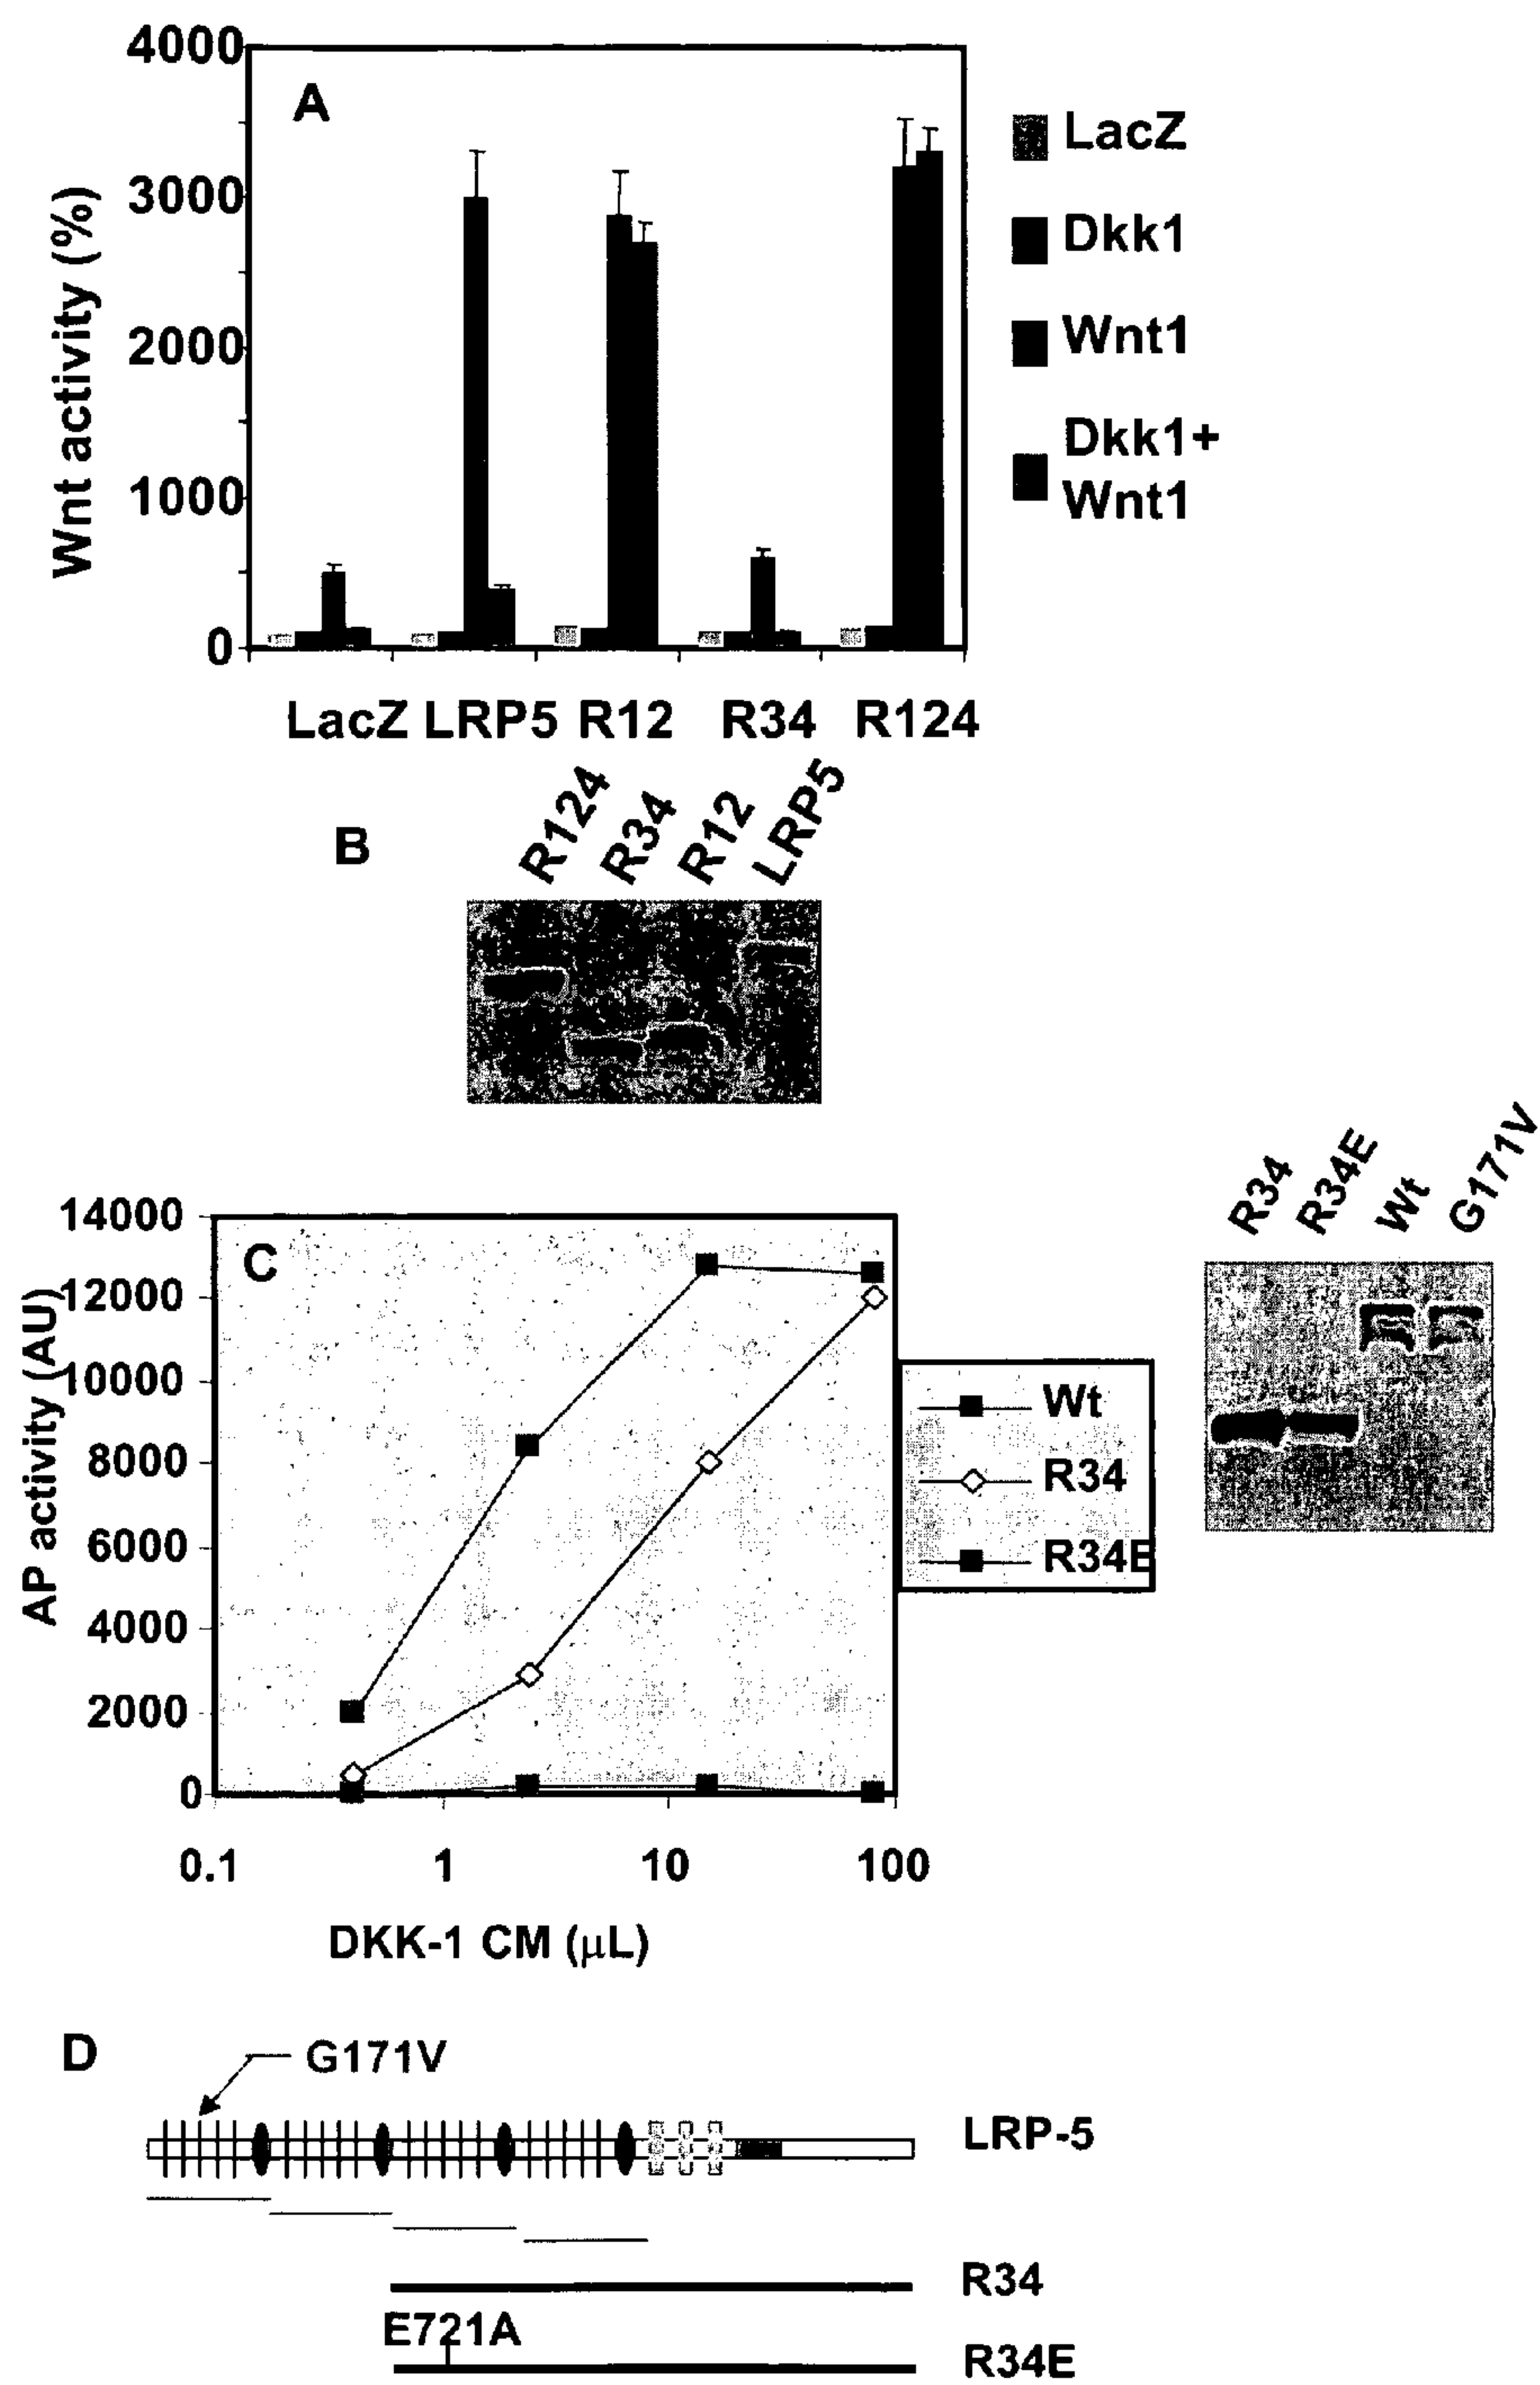 4000
A
3000
2000
1000
0
Wnt activity (%)
LacZ
Dkk1
Wnt1
Dkk1+
Wnt1
LacZ LRP5 R12 R34 R124
B
R124 R34 R12 LRP5
14000
12000
10000
8000
6000
4000
2000
0
AP activity (AU)
C
Wt
R34
R34E
0.1 1 10 100
DKK-1 CM (µL)
R34 R34E Wt G171V
D
G171V
LRP-5
R34
E721A
R34E